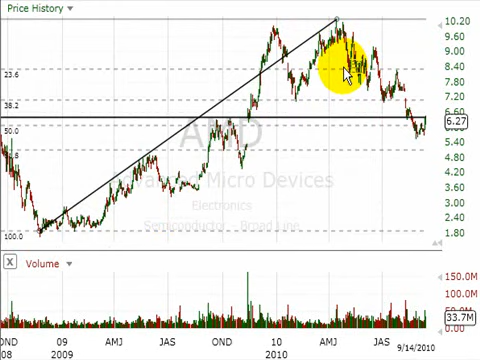 Price History
10.20
9.60
9.00
8.40
7.80
7.20
6.60
6.27
5.40
4.80
4.20
3.60
3.00
2.40
1.80
23.6
38.2
50.0
100.0
AMD
Advanced Micro Devices
Electronics
Semiconductor - Broad Line
X Volume
150.0M
100.0M
33.7M
0.0M
OND 09 AMJ JAS OND 10 AMJ JAS 9/14/2010
08 2009 2010